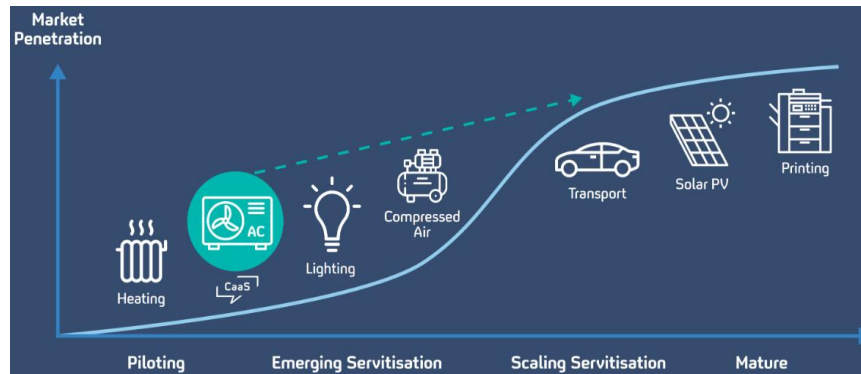 Market
Penetration
Heating
AC
CaaS
Lighting
Compressed
Air
Transport
Solar PV
Printing
Piloting
Emerging Servitisation
Scaling Servitisation
Mature